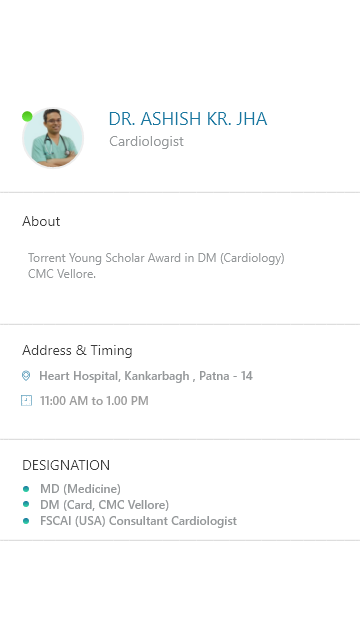 DR. ASHISH KR. JHA
Cardiologist
About
Torrent Young Scholar Award in DM (Cardiology)
CMC Vellore.
Address & Timing
Heart Hospital, Kankarbagh , Patna - 14
11:00 AM to 1.00 PM
DESIGNATION
MD (Medicine)
DM (Card, CMC Vellore)
FSCAI (USA) Consultant Cardiologist